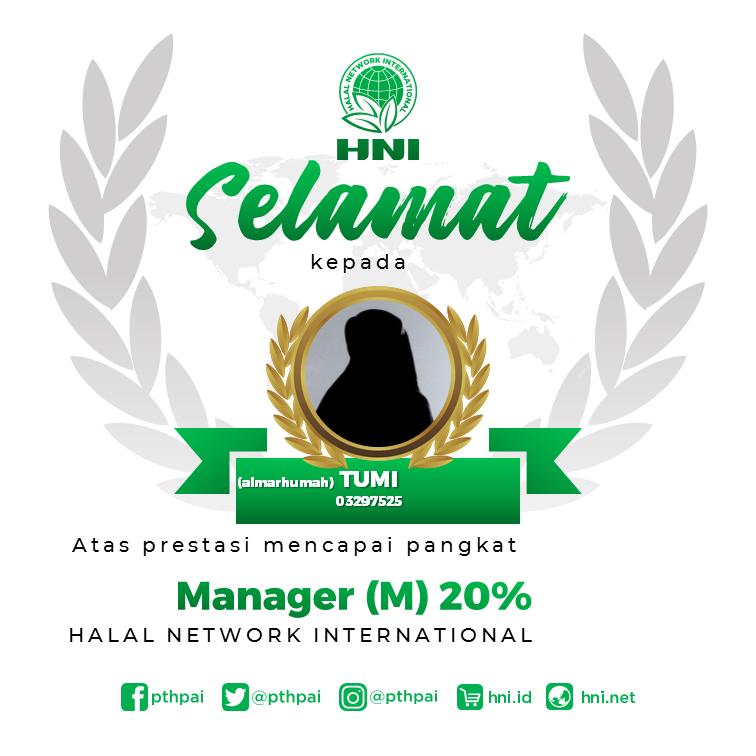 HALAL NETWORK INTERNATIONAL
HNI
Selamat
kepada
(almarhumah) TUMI
03297525
Atas prestasi mencapai pangkat
Manager (M) 20%
HALAL NETWORK INTERNATIONAL
pthpai @pthpai @pthpai hni.id hni.net